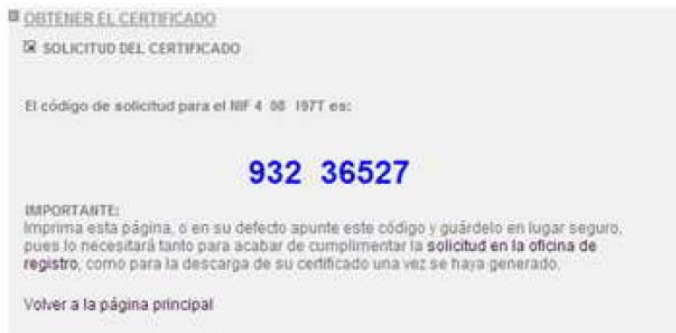 OBTENER EL CERTIFICADO
SOLICITUD DEL CERTIFICADO
El código de solicitud para el NIF 4 08 197T es:
932 36527
IMPORTANTE:
Imprima esta página, o en su defecto apunte este código y guárdelo en lugar seguro,
pues lo necesitará tanto para acabar de cumplimentar la solicitud en la oficina de
registro, como para la descarga de su certificado una vez se haya generado.
Volver a la página principal